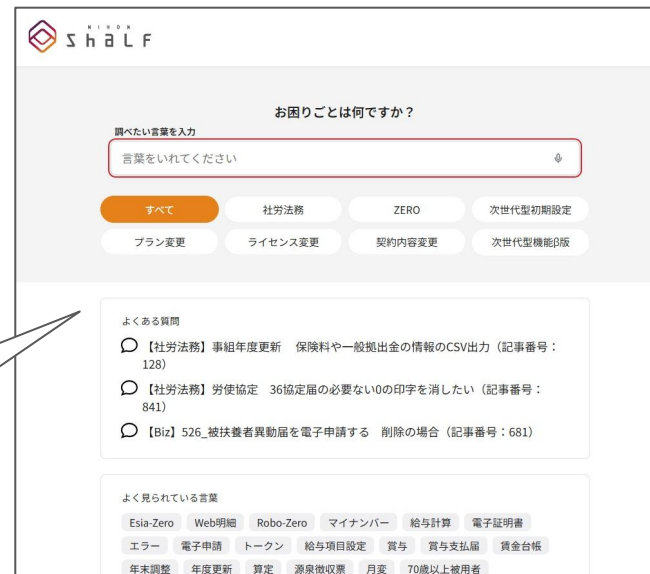 NIHON
ShaLF
お困りごとは何ですか？
調べたい言葉を入力
言葉をいれてください
すべて 社労法務 ZERO 次世代型初期設定
プラン変更 ライセンス変更 契約内容変更 次世代型機能β版
よくある質問
【社労法務】事組年度更新　保険料や一般拠出金の情報のCSV出力（記事番号：
128）
【社労法務】労使協定　36協定届の必要ない0の印字を消したい（記事番号：
841）
【Biz】526_被扶養者異動届を電子申請する　削除の場合（記事番号：681）
よく見られている言葉
Esia-Zero Web明細 Robo-Zero マイナンバー 給与計算 電子証明書
エラー 電子申請 トークン 給与項目設定 賞与 賞与支払届 賃金台帳
年末調整 年度更新 算定 源泉徴収票 月変 70歳以上被用者